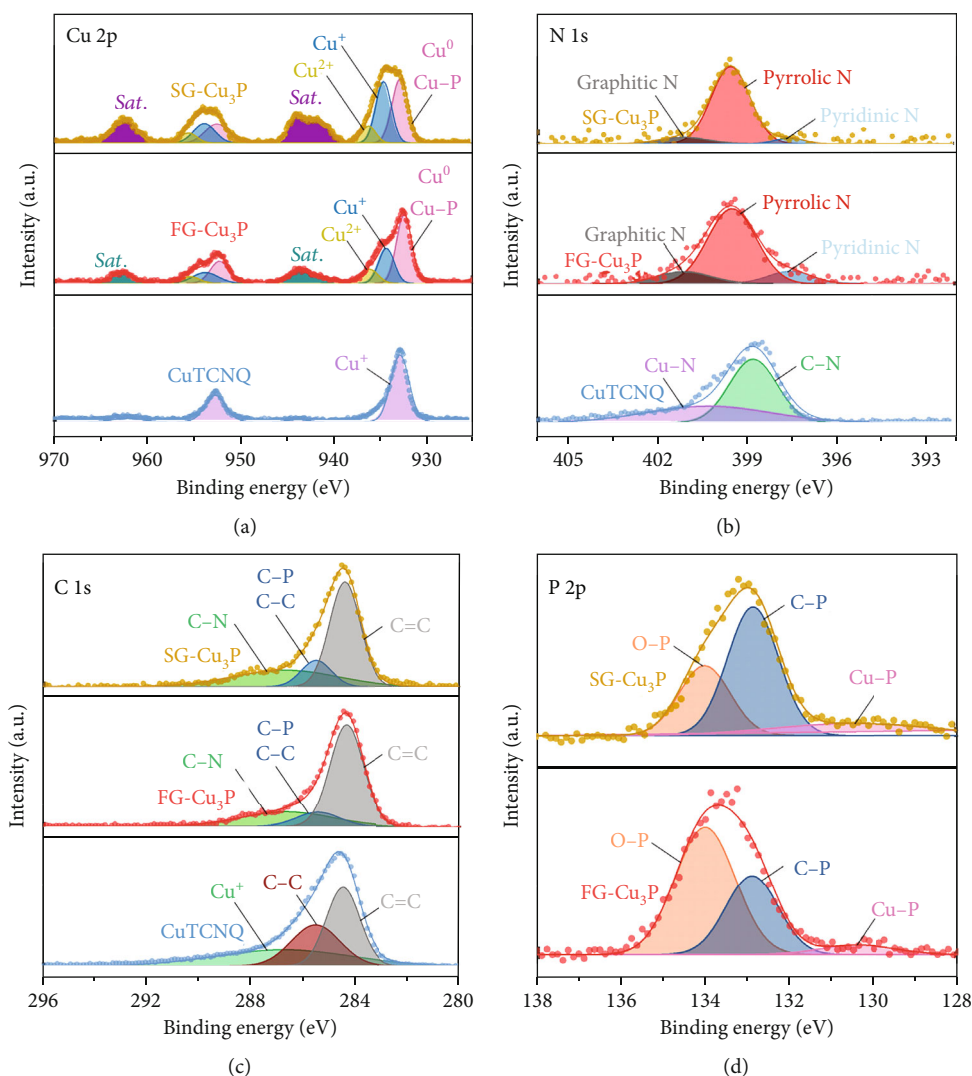 Cu 2p
Cu⁺
Cu⁰
Cu²⁺
Cu–P
SG-Cu₃P
Sat.
Sat.
Cu⁰
Cu⁺
Cu–P
Cu²⁺
FG-Cu₃P
Sat.
Sat.
CuTCNQ
Cu⁺
Intensity (a.u.)
970 960 950 940 930
Binding energy (eV)
(a)
N 1s
Graphitic N
Pyrrolic N
SG-Cu₃P
Pyridinic N
Pyrrolic N
Graphitic N
Pyridinic N
FG-Cu₃P
Cu–N
C–N
CuTCNQ
Intensity (a.u.)
405 402 399 396 393
Binding energy (eV)
(b)
C 1s
C–P
C–C
C–N
C=C
SG-Cu₃P
C–P
C–C
C–N
C=C
FG-Cu₃P
C–C
Cu⁺
C=C
CuTCNQ
Intensity (a.u.)
296 292 288 284 280
Binding energy (eV)
(c)
P 2p
C–P
O–P
SG-Cu₃P
Cu–P
O–P
C–P
FG-Cu₃P
Cu–P
Intensity (a.u.)
138 136 134 132 130 128
Binding energy (eV)
(d)